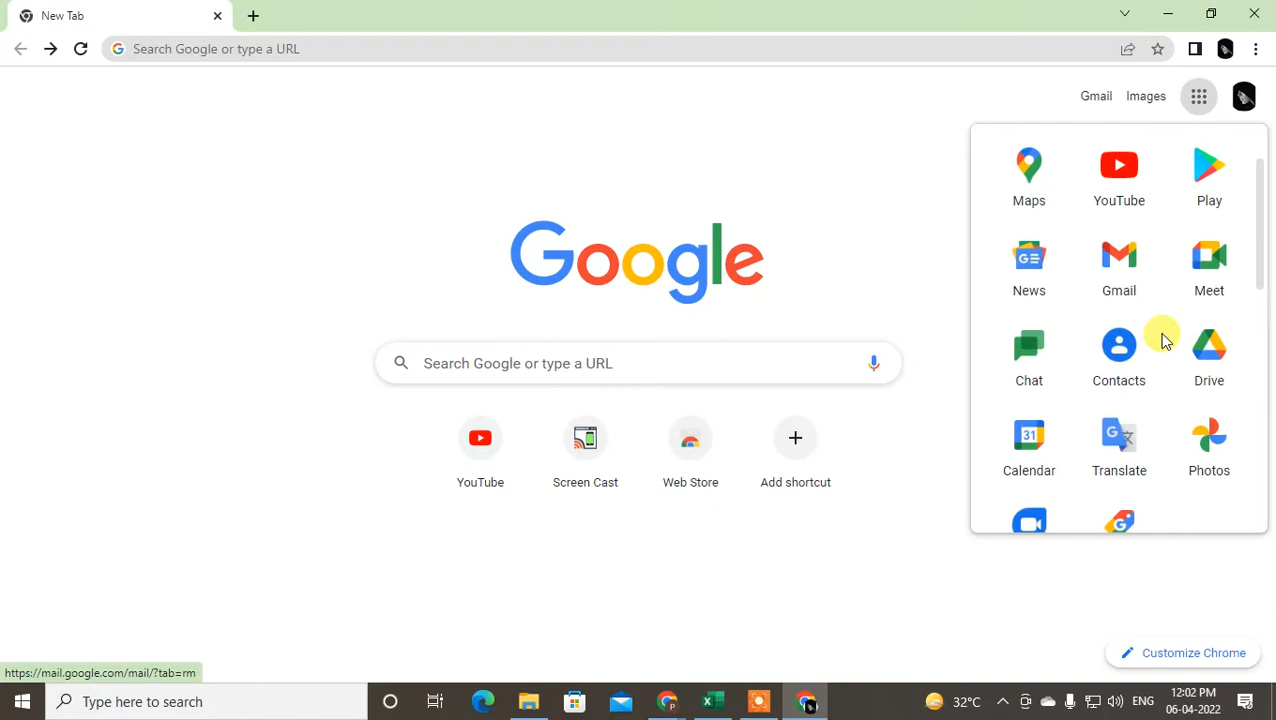 New Tab
Search Google or type a URL
Gmail Images
Maps YouTube Play
News Gmail Meet
Chat Contacts Drive
Calendar Translate Photos
Google
Search Google or type a URL
YouTube Screen Cast Web Store Add shortcut
Customize Chrome
https://mail.google.com/mail/?tab=rm
Type here to search
32°C
ENG
12:02 PM
06-04-2022